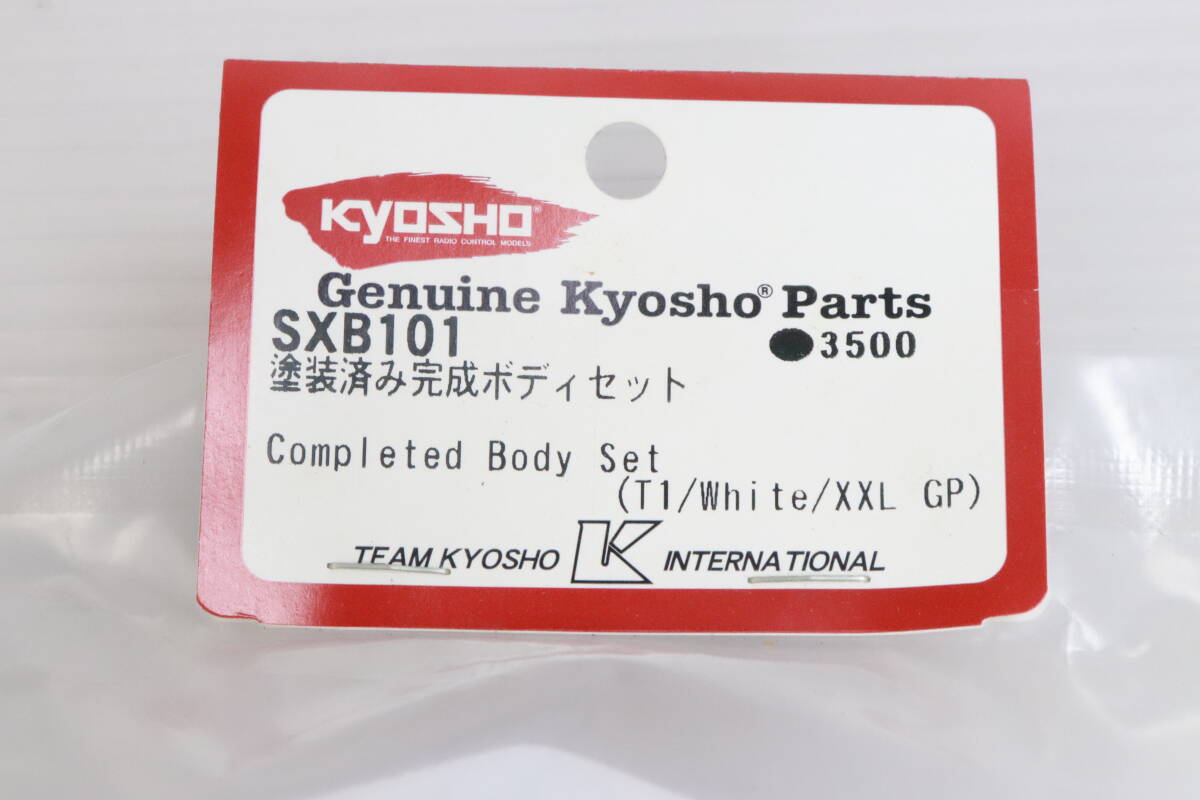 KYOSHO®
THE FINEST RADIO CONTROL MODELS
Genuine Kyosho® Parts
SXB101 ●3500
塗装済み完成ボディセット
Completed Body Set
(T1/White/XXL GP)
TEAM KYOSHO K INTERNATIONAL